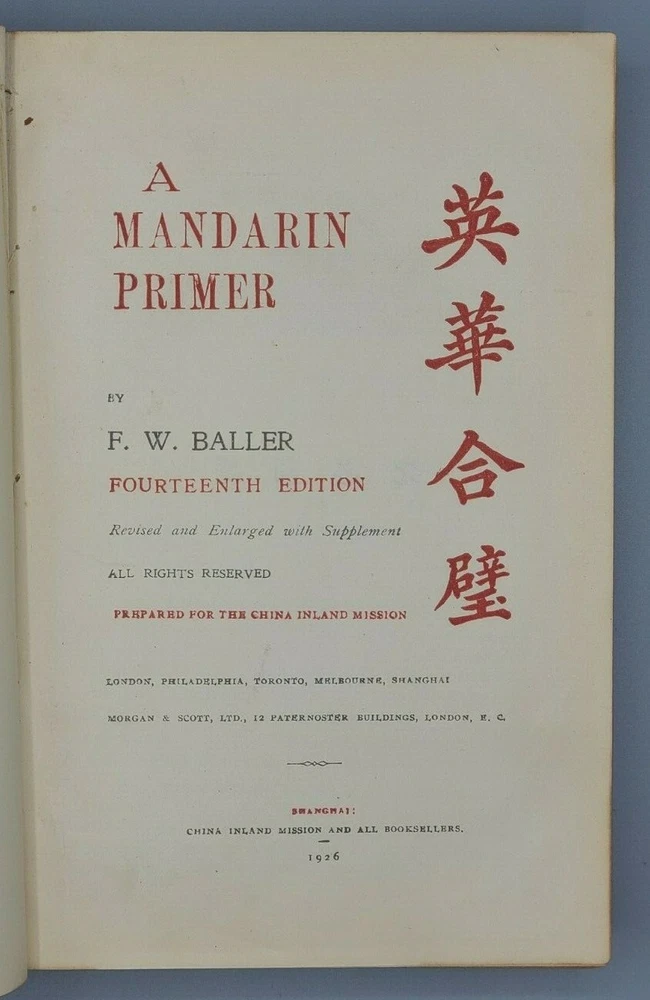 A
MANDARIN
PRIMER
英華合璧
BY
F. W. BALLER
FOURTEENTH EDITION
Revised and Enlarged with Supplement
ALL RIGHTS RESERVED
PREPARED FOR THE CHINA INLAND MISSION
LONDON, PHILADELPHIA, TORONTO, MELBOURNE, SHANGHAI
MORGAN & SCOTT, LTD., 12 PATERNOSTER BUILDINGS, LONDON, E. C.
SHANGHAI:
CHINA INLAND MISSION AND ALL BOOKSELLERS.
1926